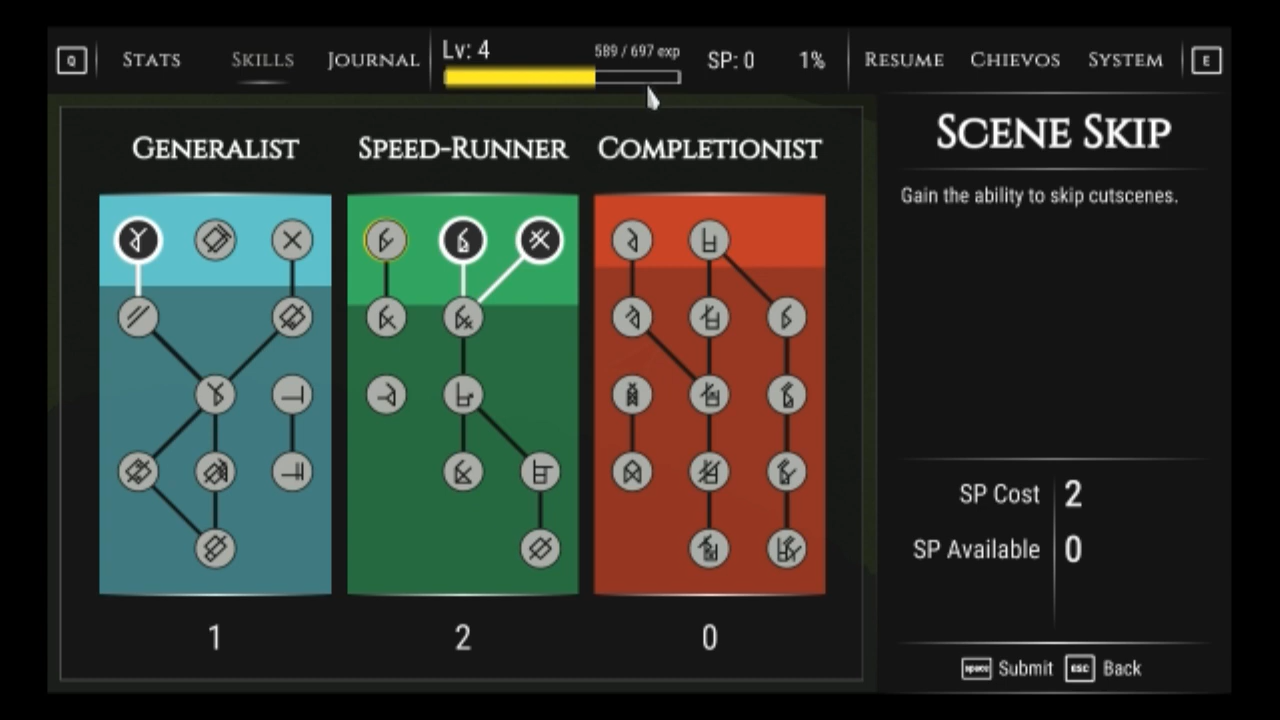 Q STATS SKILLS JOURNAL Lv: 4 589 / 697 exp SP: 0 1% RESUME CHIEVOS SYSTEM E
GENERALIST SPEED-RUNNER COMPLETIONIST
1 2 0
SCENE SKIP
Gain the ability to skip cutscenes.
SP Cost 2
SP Available 0
space Submit ESC Back